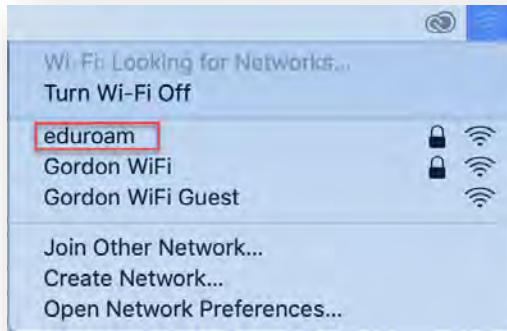 Wi-Fi: Looking for Networks...
Turn Wi-Fi Off
eduroam
Gordon WiFi
Gordon WiFi Guest
Join Other Network...
Create Network...
Open Network Preferences...